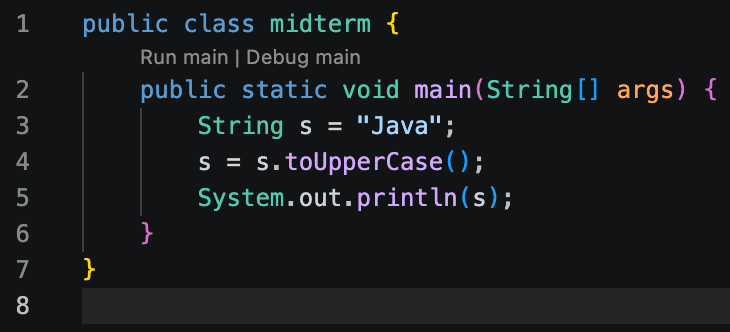 1 public class midterm {
Run main | Debug main
2 public static void main(String[] args) {
3 String s = "Java";
4 s = s.toUpperCase();
5 System.out.println(s);
6 }
7 }
8